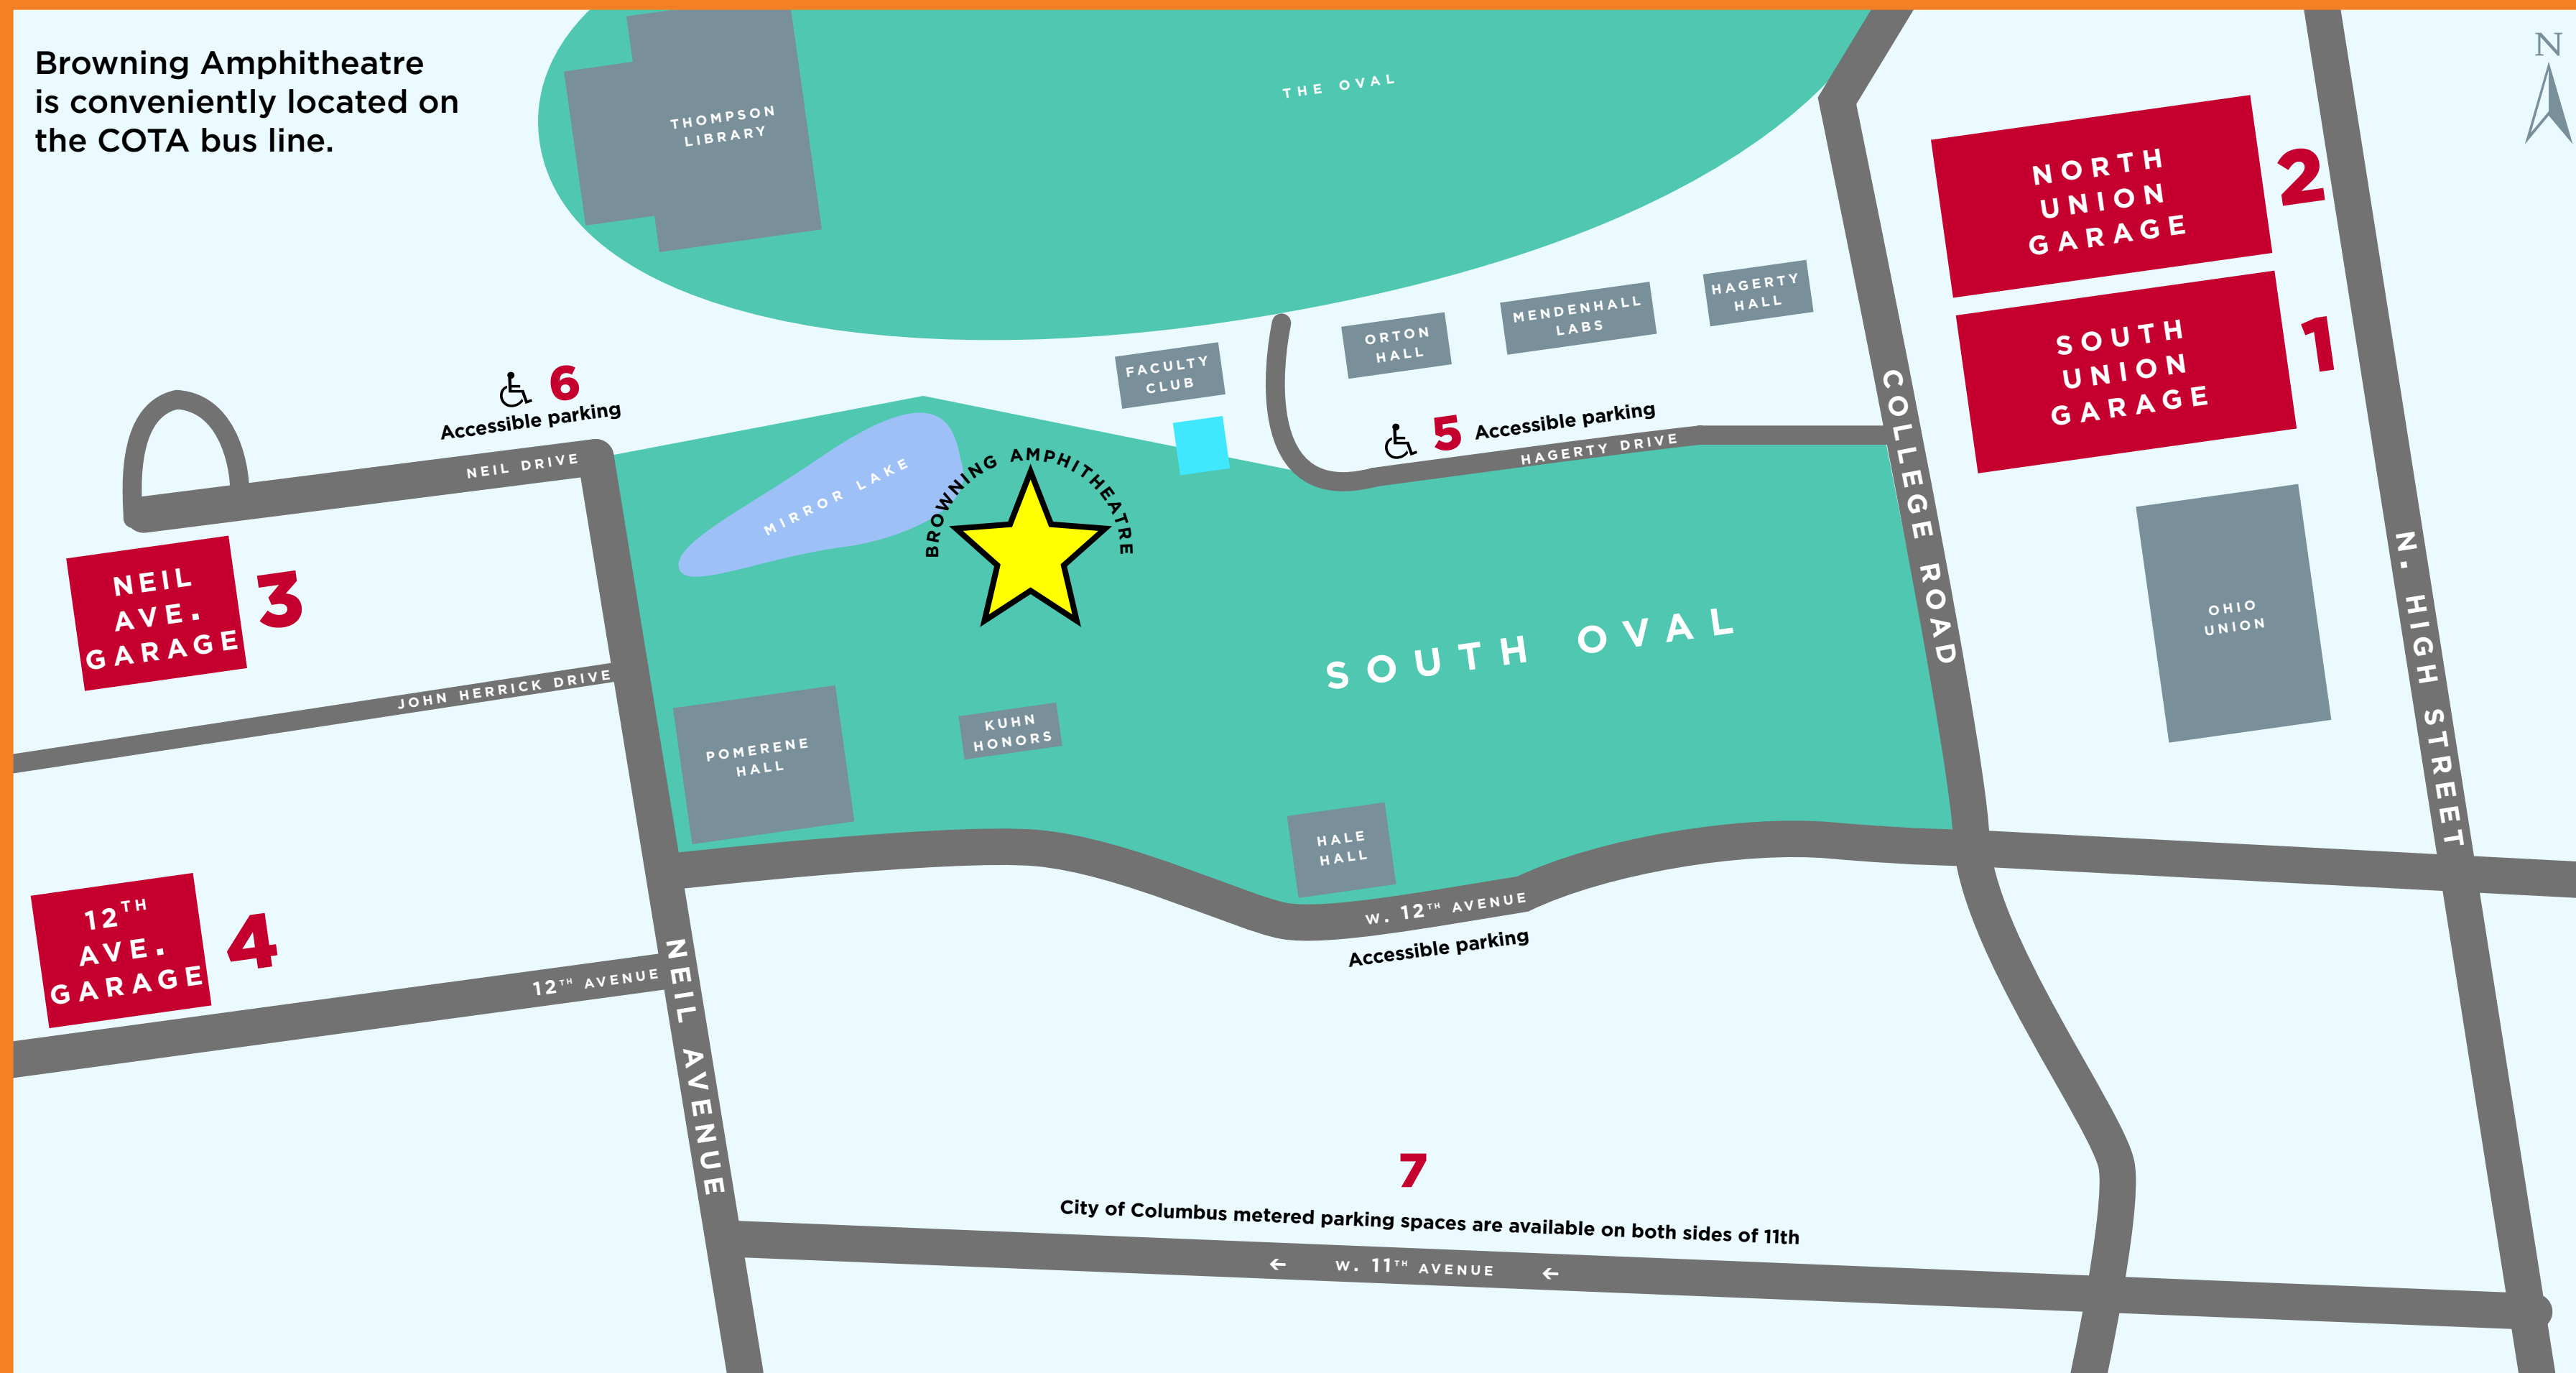 Browning Amphitheatre
is conveniently located on
the COTA bus line.
THOMPSON
LIBRARY
THE OVAL
N
NORTH
UNION
GARAGE
2
SOUTH
UNION
GARAGE
1
HAGERTY
HALL
MENDENHALL
LABS
ORTON
HALL
FACULTY
CLUB
6
Accessible parking
NEIL DRIVE
5 Accessible parking
HAGERTY DRIVE
COLLEGE ROAD
MIRROR LAKE
BROWNING AMPHITHEATRE
N. HIGH STREET
OHIO
UNION
NEIL
AVE.
GARAGE
3
SOUTH OVAL
JOHN HERRICK DRIVE
POMERENE
HALL
KUHN
HONORS
HALE
HALL
W. 12TH AVENUE
Accessible parking
12TH
AVE.
GARAGE
4
12TH AVENUE
NEIL AVENUE
7
City of Columbus metered parking spaces are available on both sides of 11th
← W. 11TH AVENUE ←